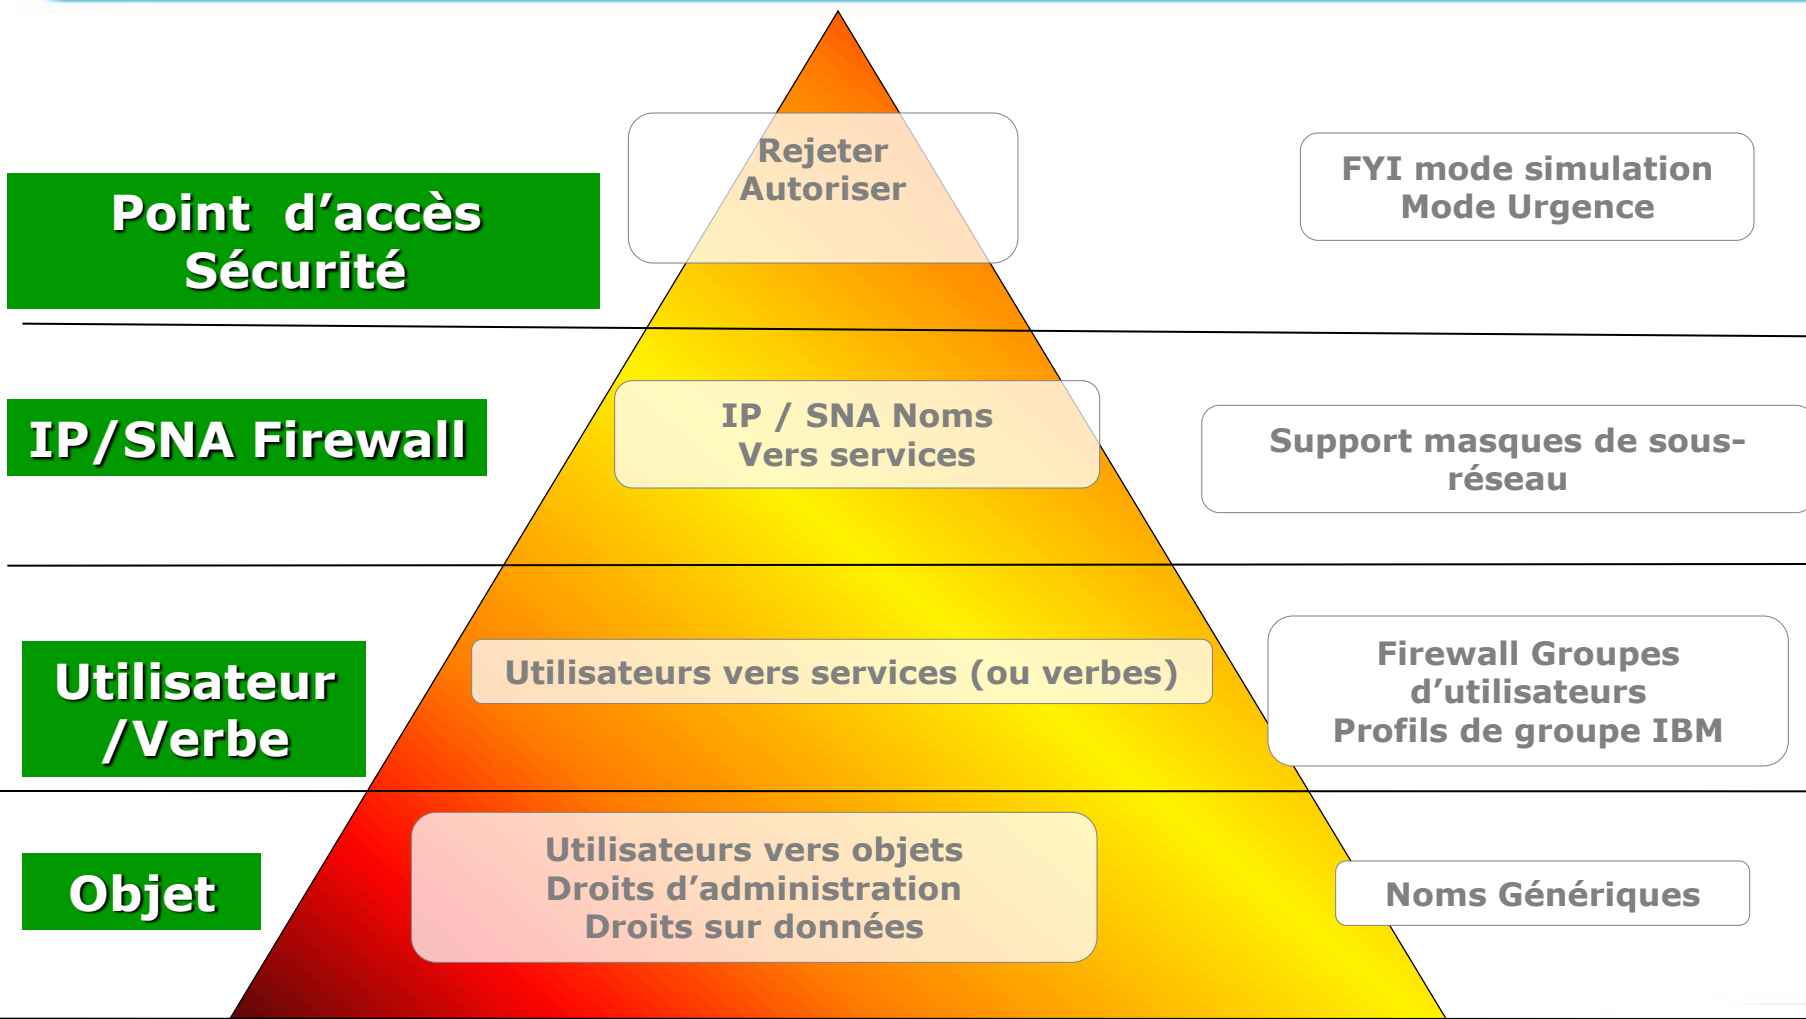 Point d’accès
Sécurité
Rejeter
Autoriser
FYI mode simulation
Mode Urgence
IP/SNA Firewall
IP / SNA Noms
Vers services
Support masques de sous-
réseau
Utilisateur
/Verbe
Utilisateurs vers services (ou verbes)
Firewall Groupes
d’utilisateurs
Profils de groupe IBM
Objet
Utilisateurs vers objets
Droits d’administration
Droits sur données
Noms Génériques